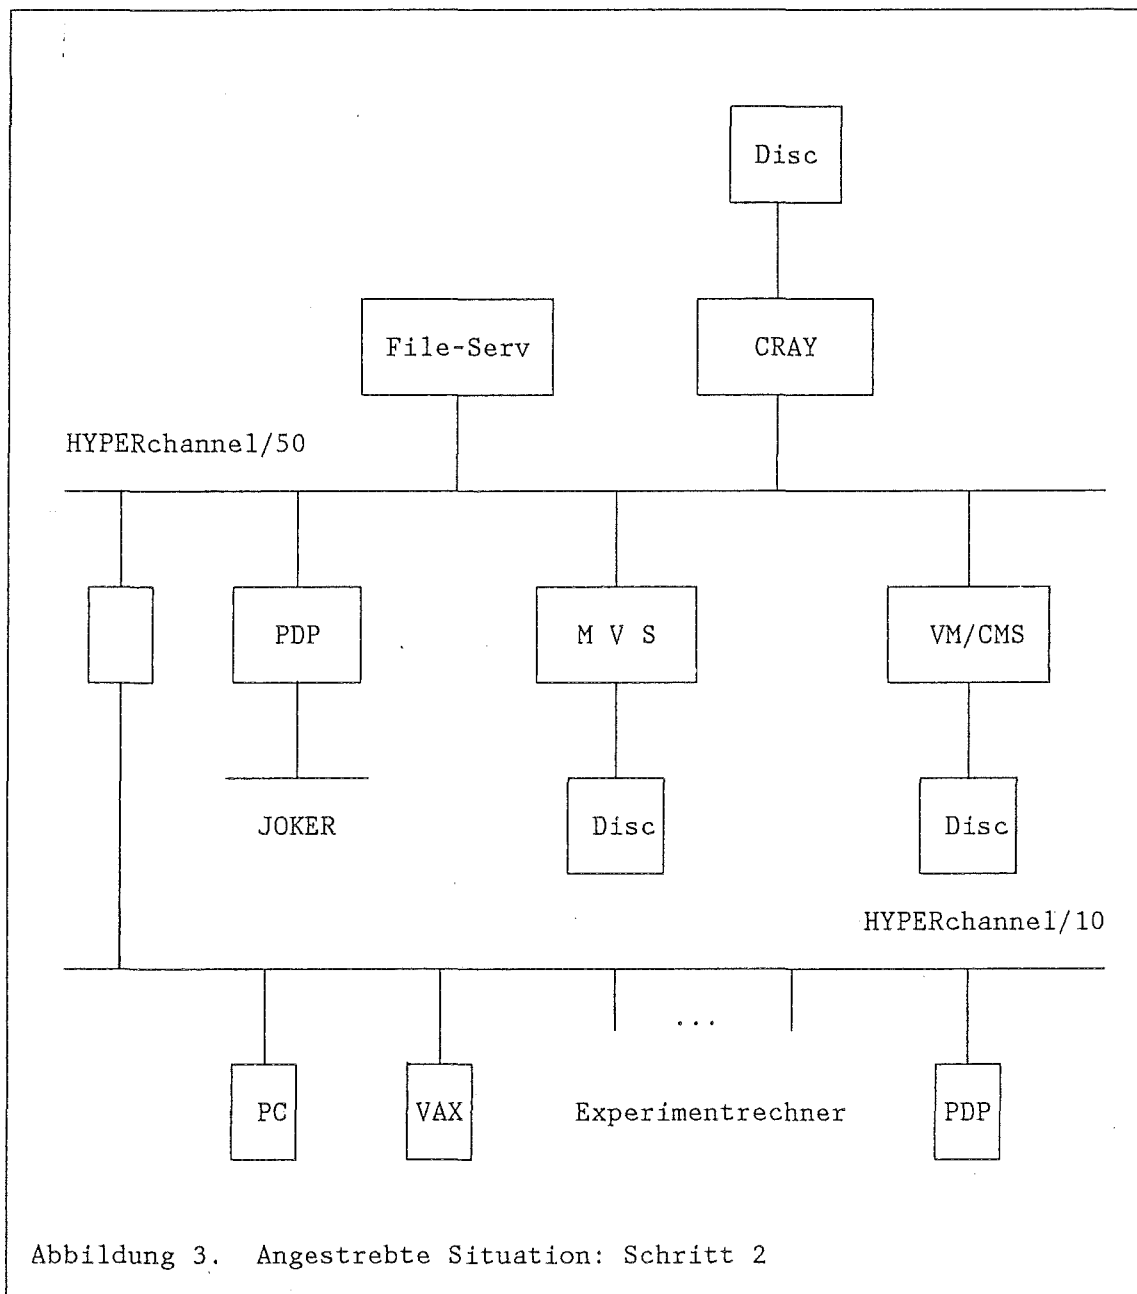 Disc
File-Serv CRAY
HYPERchannel/50
PDP M V S VM/CMS
JOKER Disc Disc
HYPERchannel/10
...
PC VAX Experimentrechner PDP
Abbildung 3. Angestrebte Situation: Schritt 2